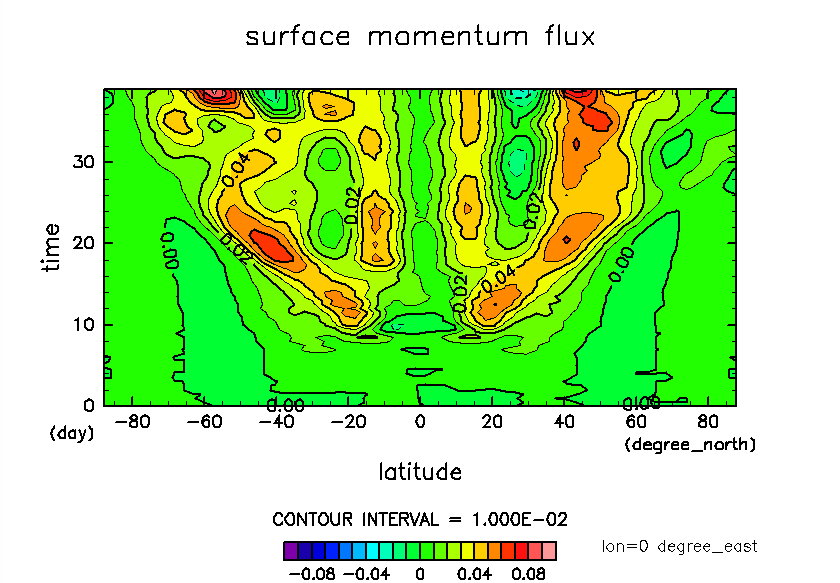 surface momentum flux
30
20
10
0
time
(day)
0.04
0.02
0.02
0.00
0.02
0.02
0.04
0.00
0.00
0.00
-80 -60 -40 -20 0 20 40 60 80
(degree_north)
latitude
CONTOUR INTERVAL = 1.000E-02
-0.08 -0.04 0 0.04 0.08
lon=0 degree_east